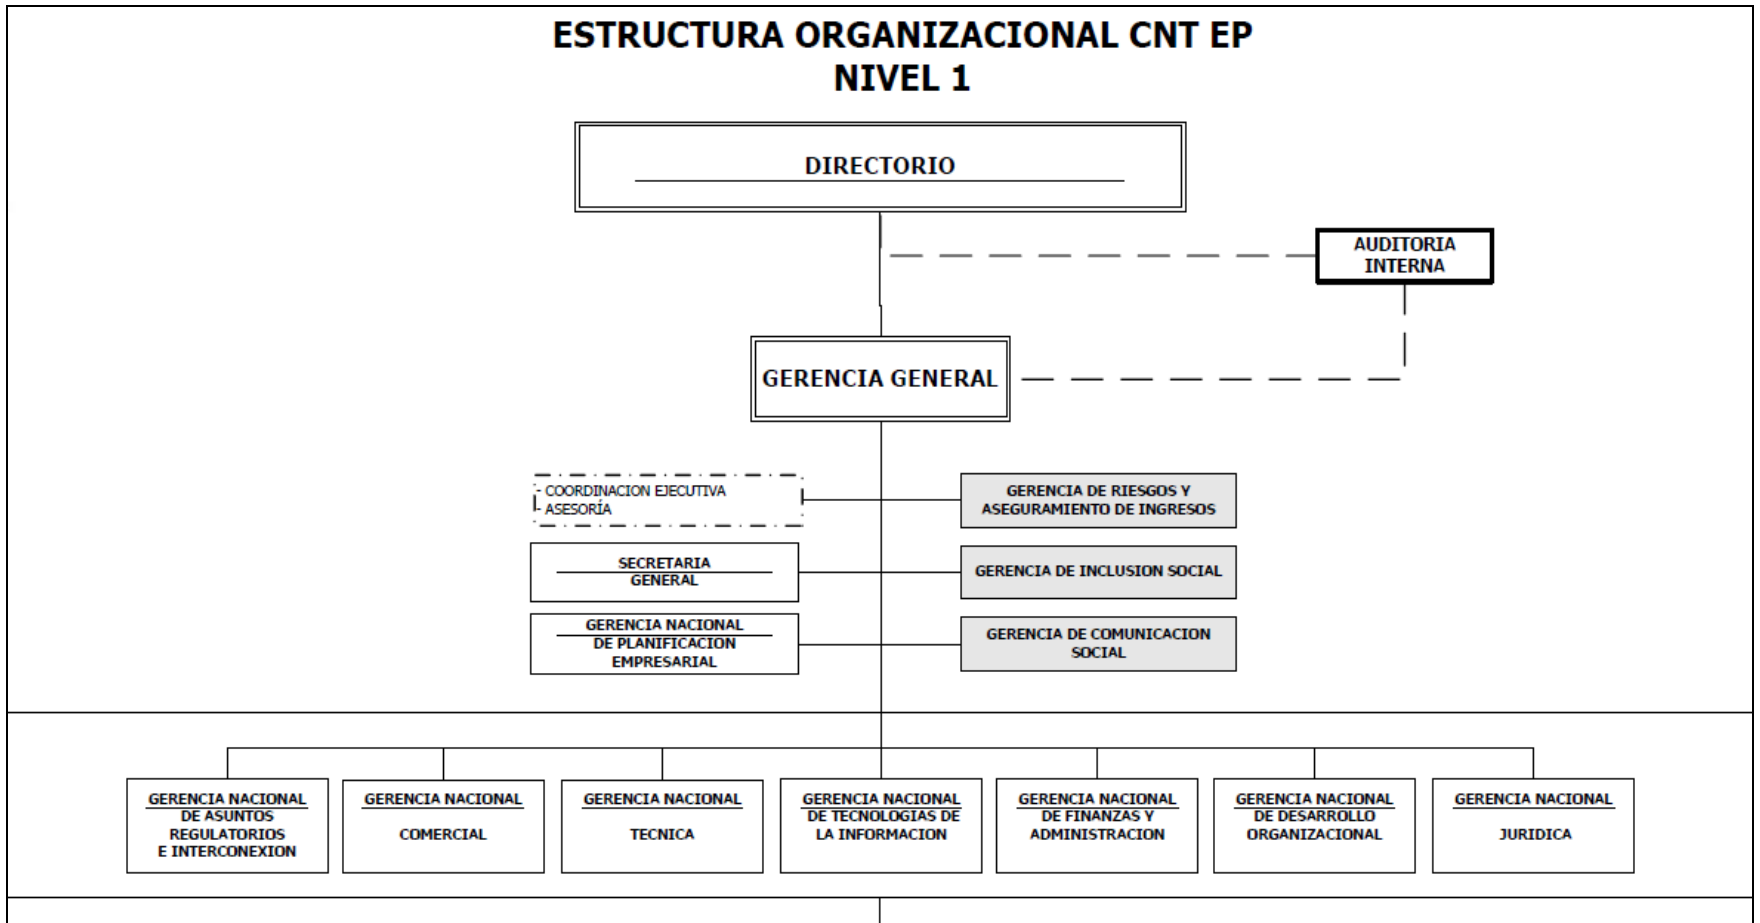 ESTRUCTURA ORGANIZACIONAL CNT EP
NIVEL 1
DIRECTORIO
AUDITORIA
INTERNA
GERENCIA GENERAL
- COORDINACION EJECUTIVA
- ASESORÍA
GERENCIA DE RIESGOS Y
ASEGURAMIENTO DE INGRESOS
SECRETARIA
GENERAL
GERENCIA DE INCLUSION SOCIAL
GERENCIA NACIONAL
DE PLANIFICACION
EMPRESARIAL
GERENCIA DE COMUNICACION
SOCIAL
GERENCIA NACIONAL
DE ASUNTOS
REGULATORIOS
E INTERCONEXION
GERENCIA NACIONAL
COMERCIAL
GERENCIA NACIONAL
TECNICA
GERENCIA NACIONAL
DE TECNOLOGIAS DE
LA INFORMACION
GERENCIA NACIONAL
DE FINANZAS Y
ADMINISTRACION
GERENCIA NACIONAL
DE DESARROLLO
ORGANIZACIONAL
GERENCIA NACIONAL
JURIDICA